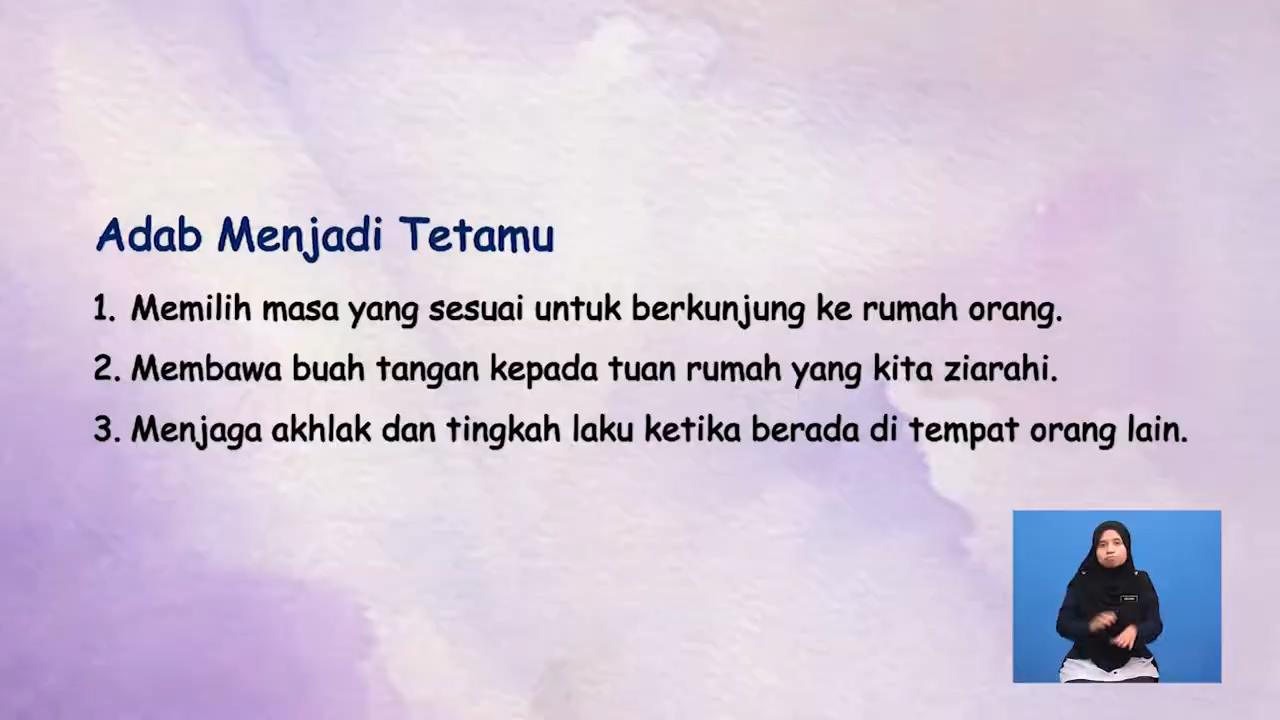 Adab Menjadi Tetamu
1. Memilih masa yang sesuai untuk berkunjung ke rumah orang.
2. Membawa buah tangan kepada tuan rumah yang kita ziarahi.
3. Menjaga akhlak dan tingkah laku ketika berada di tempat orang lain.